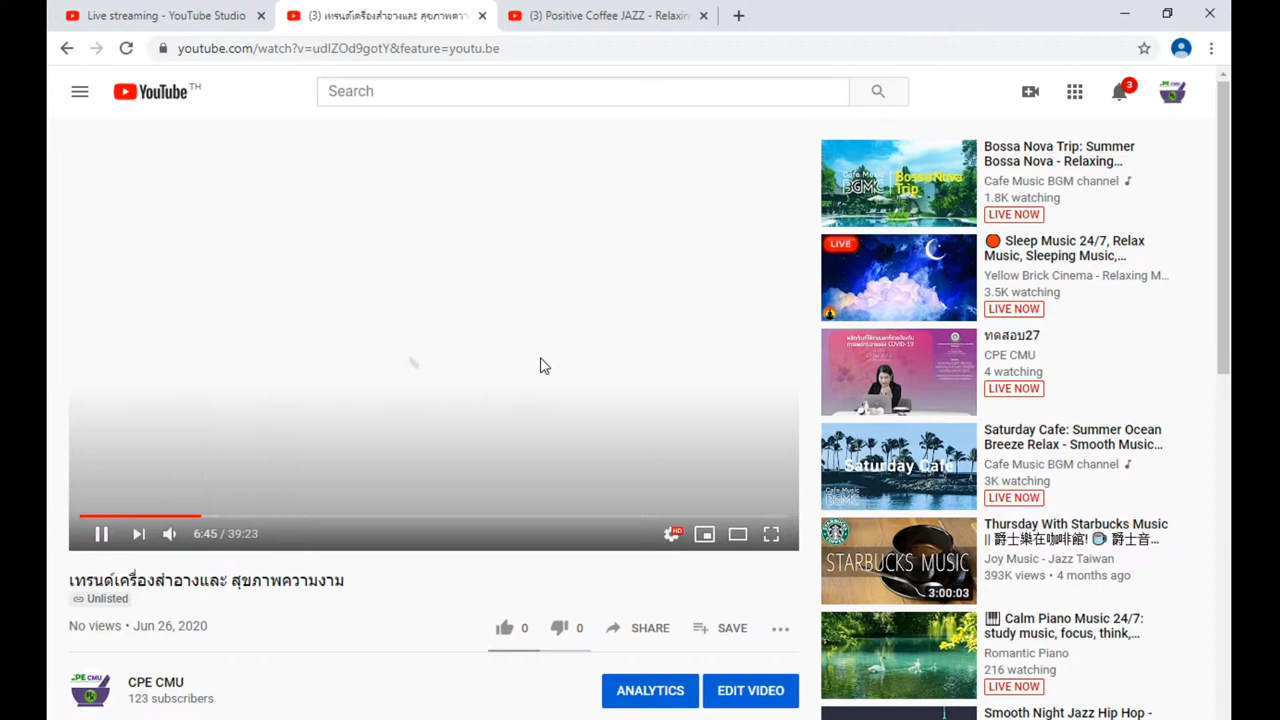 Live streaming - YouTube Studio
(3) เทรนด์เครื่องสำอางและ สุขภาพควา
(3) Positive Coffee JAZZ - Relaxin
youtube.com/watch?v=udlZOd9gotY&feature=youtu.be
YouTube TH
Search
3
6:45 / 39:23
HD
เทรนด์เครื่องสำอางและ สุขภาพความงาม
Unlisted
No views • Jun 26, 2020
0
0
SHARE
SAVE
CPE CMU
123 subscribers
ANALYTICS
EDIT VIDEO
Cafe Music
BGMC
BossaNova
Trip
Bossa Nova Trip: Summer
Bossa Nova - Relaxing...
Cafe Music BGM channel ♪
1.8K watching
LIVE NOW
LIVE
Sleep Music 24/7, Relax
Music, Sleeping Music,...
Yellow Brick Cinema - Relaxing M...
3.5K watching
LIVE NOW
ทดสอบ27
CPE CMU
4 watching
LIVE NOW
Saturday Cafe
Saturday Cafe: Summer Ocean
Breeze Relax - Smooth Music...
Cafe Music BGM channel ♪
3K watching
LIVE NOW
STARBUCKS MUSIC
3:00:03
Thursday With Starbucks Music
|| 爵士樂在咖啡館! ☕ 爵士音...
Joy Music - Jazz Taiwan
393K views • 4 months ago
Calm Piano Music 24/7:
study music, focus, think,...
Romantic Piano
216 watching
LIVE NOW
Smooth Night Jazz Hip Hop -